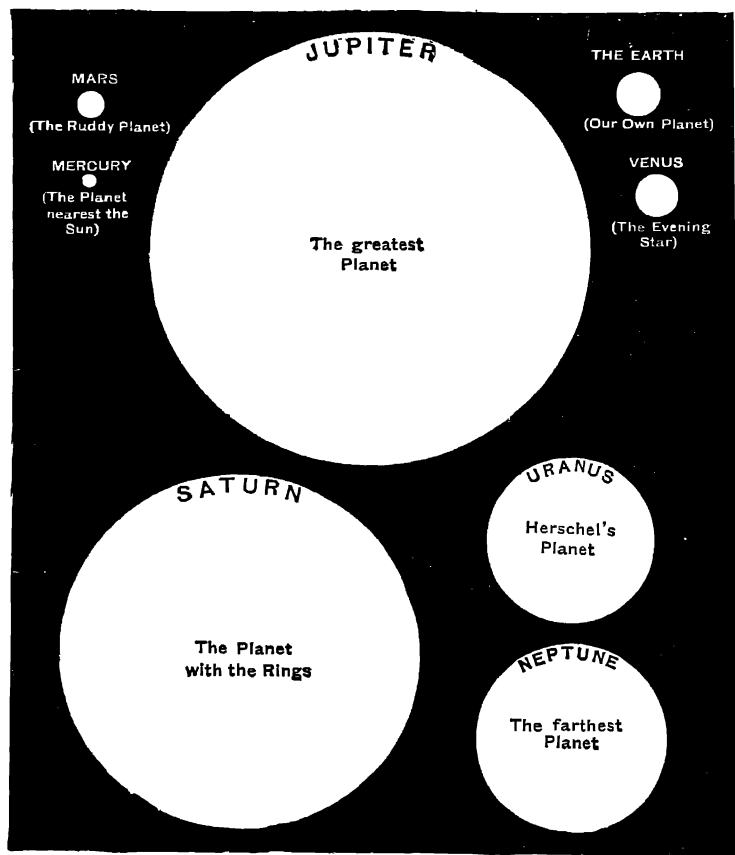 JUPITER
The greatest
Planet
MARS
(The Ruddy Planet)
MERCURY
(The Planet
nearest the
Sun)
THE EARTH
(Our Own Planet)
VENUS
(The Evening
Star)
SATURN
The Planet
with the Rings
URANUS
Herschel's
Planet
NEPTUNE
The farthest
Planet